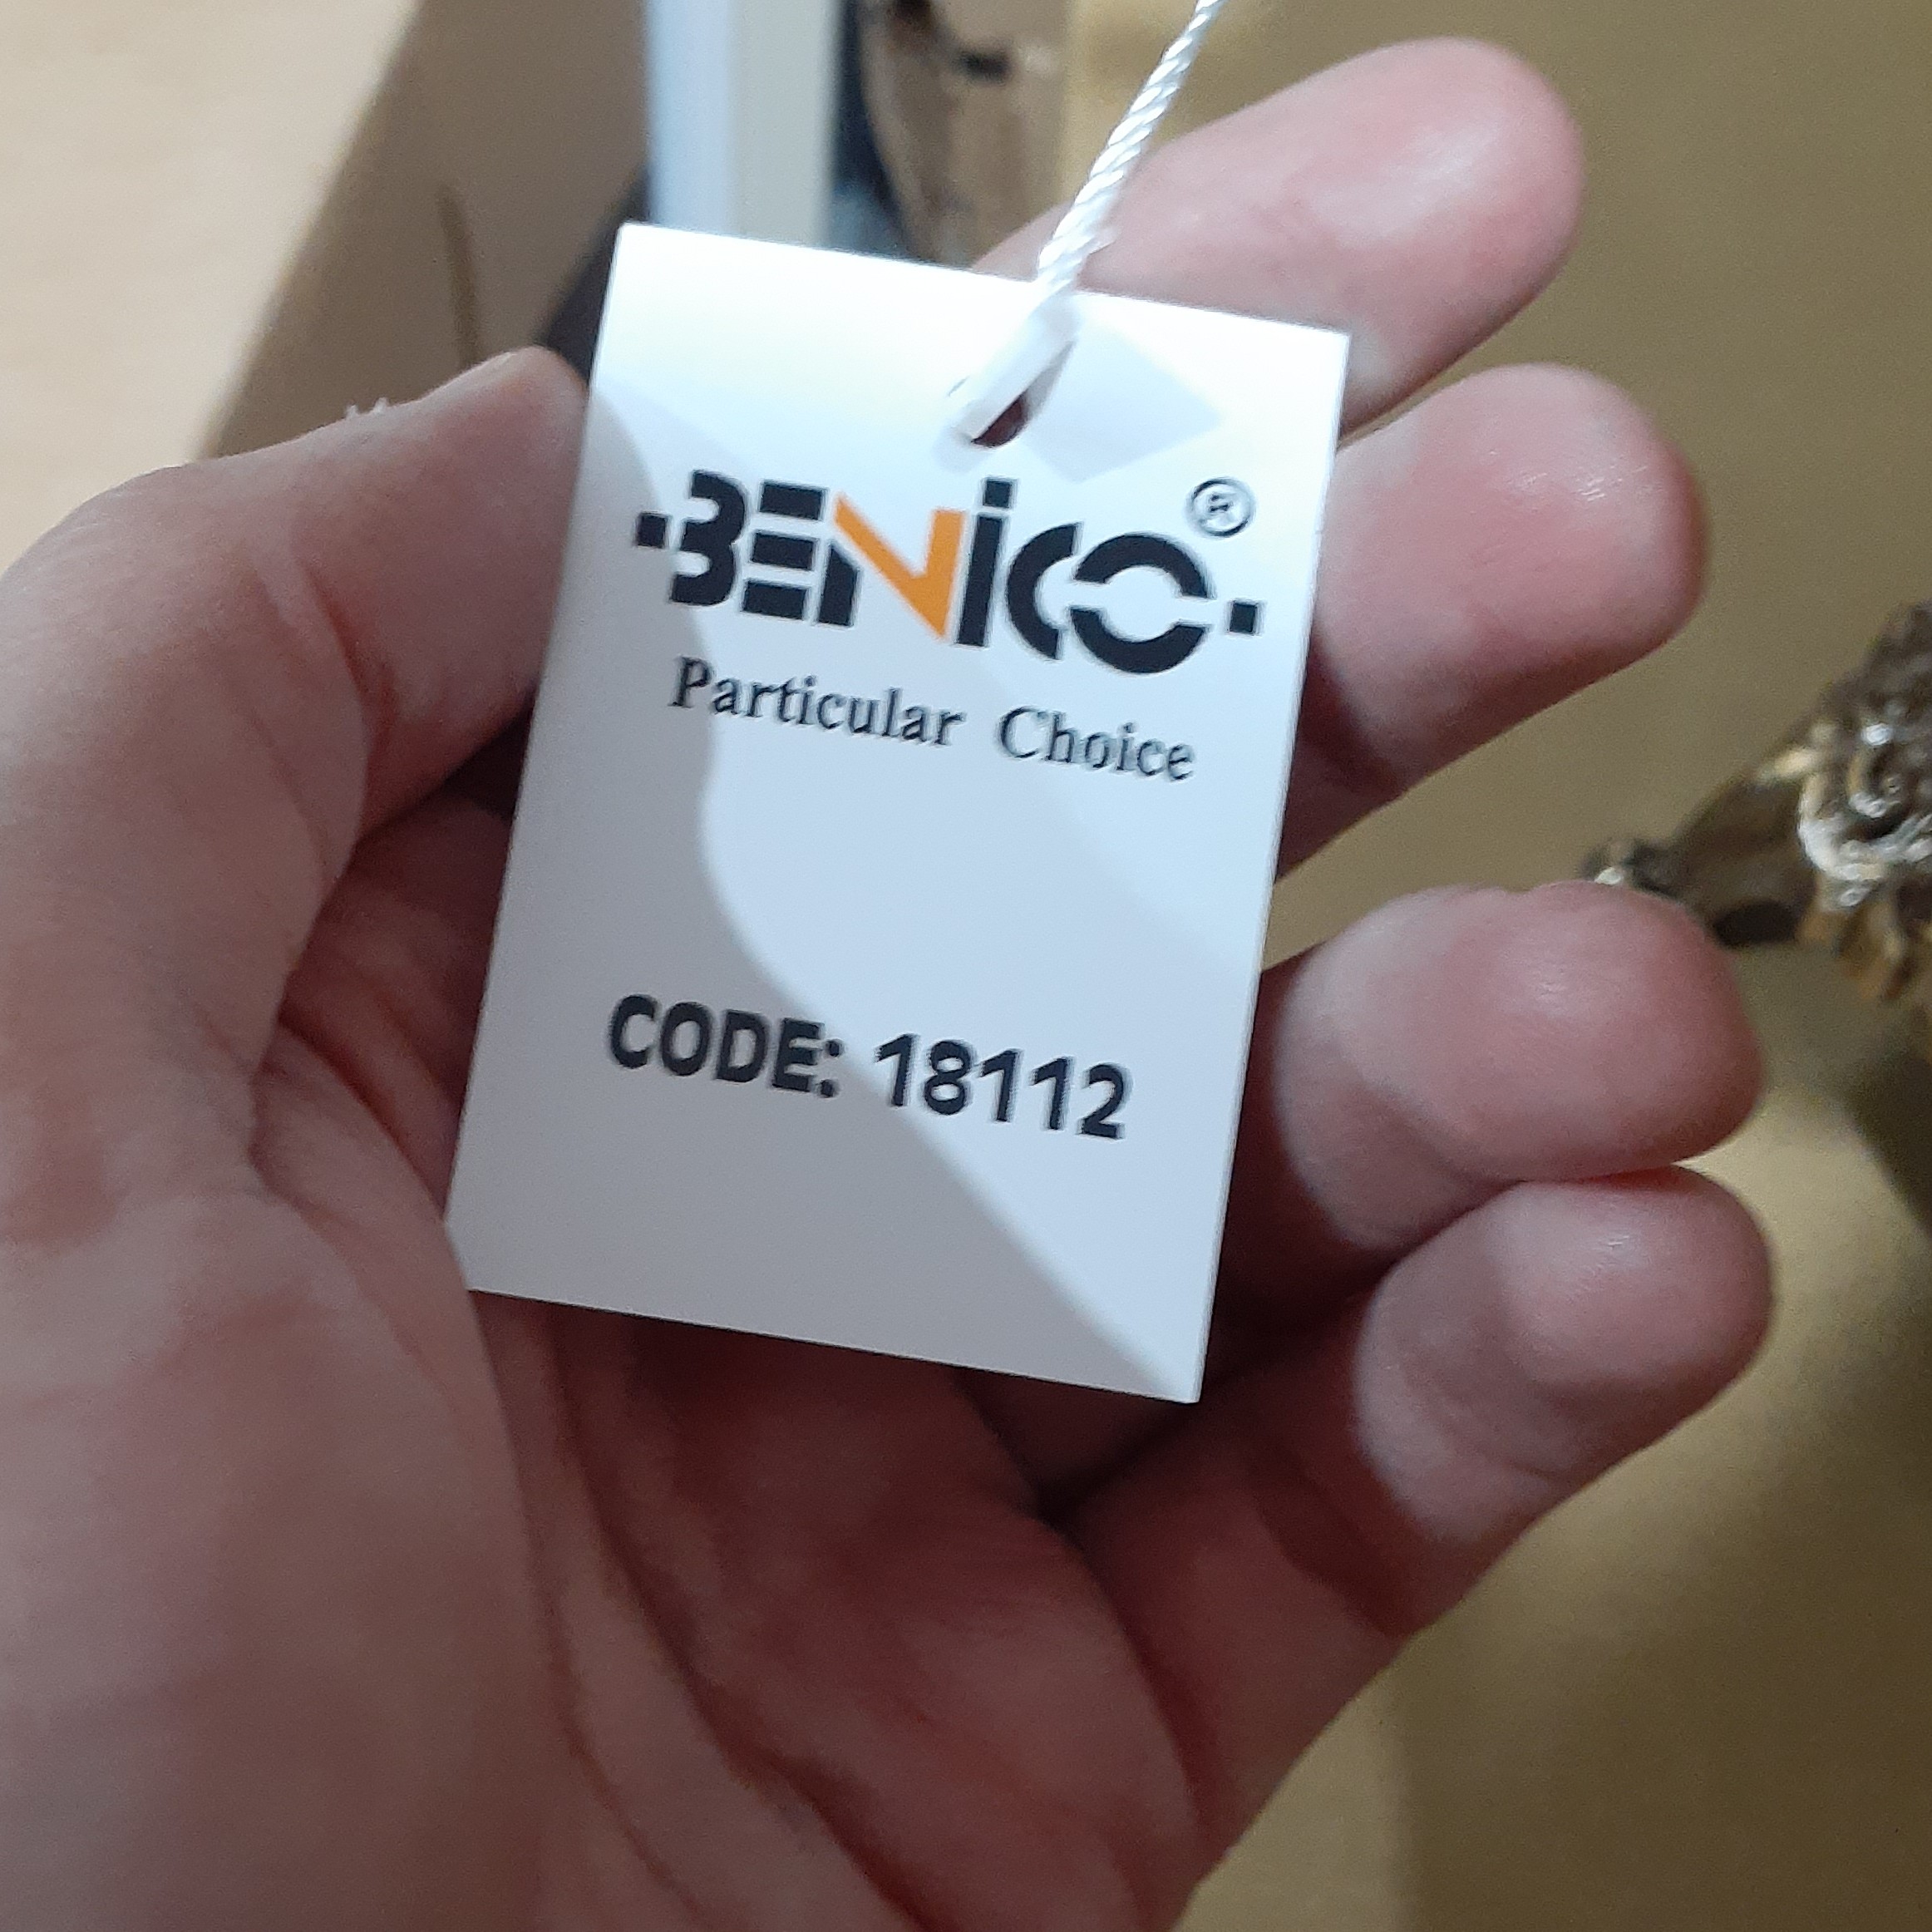 ·BENiCO·®
Particular Choice
CODE: 18112